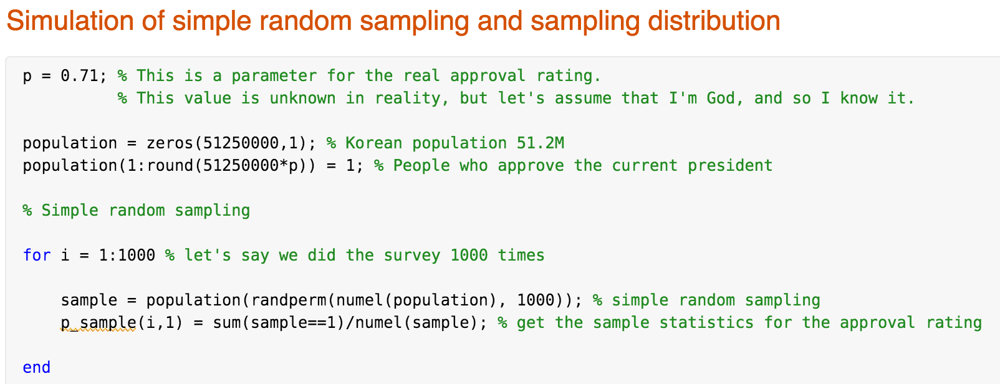 Simulation of simple random sampling and sampling distribution
p = 0.71; % This is a parameter for the real approval rating.
% This value is unknown in reality, but let's assume that I'm God, and so I know it.
population = zeros(51250000,1); % Korean population 51.2M
population(1:round(51250000*p)) = 1; % People who approve the current president
% Simple random sampling
for i = 1:1000 % let's say we did the survey 1000 times
sample = population(randperm(numel(population), 1000)); % simple random sampling
p_sample(i,1) = sum(sample==1)/numel(sample); % get the sample statistics for the approval rating
end